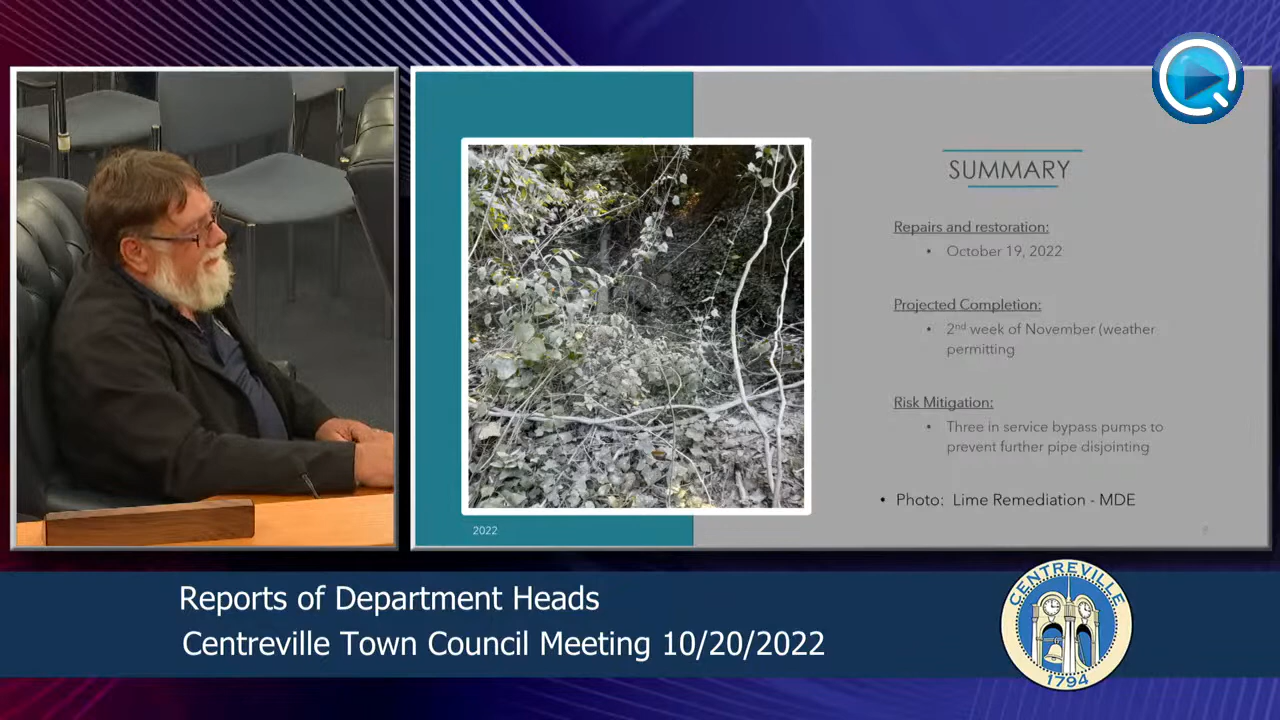 SUMMARY
Repairs and restoration:
• October 19, 2022
Projected Completion:
• 2nd week of November (weather
permitting
Risk Mitigation:
• Three in service bypass pumps to
prevent further pipe disjointing
• Photo: Lime Remediation - MDE
2022
Reports of Department Heads
Centreville Town Council Meeting 10/20/2022
CENTREVILLE
1794